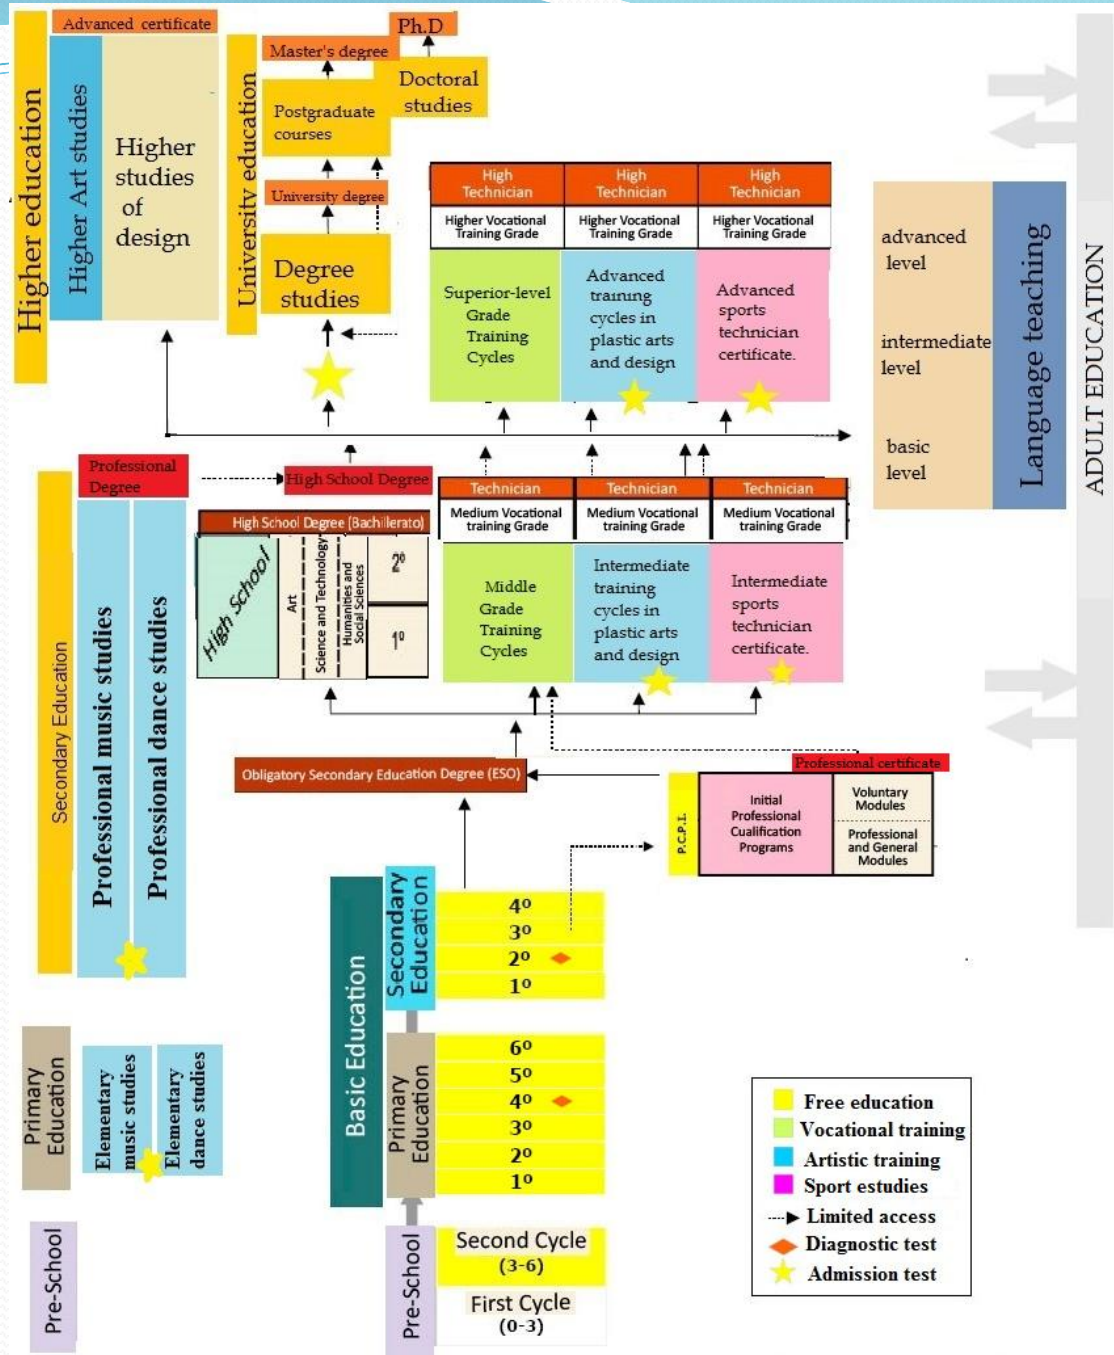 Higher education
Advanced certificate
Higher Art studies
Higher
studies
of
design
University education
Master's degree
Ph.D
Doctoral
studies
Postgraduate
courses
University degree
Degree
studies
High
Technician
High
Technician
High
Technician
Higher Vocational
Training Grade
Higher Vocational
Training Grade
Higher Vocational
Training Grade
Superior-level
Grade
Training
Cycles
Advanced
training
cycles in
plastic arts
and design
Advanced
sports
technician
certificate.
advanced
level
intermediate
level
basic
level
Language teaching
ADULT EDUCATION
Secondary Education
Professional
Degree
Professional music studies
Professional dance studies
High School Degree
High School Degree (Bachillerato)
High School
Art
Science and Technology
Humanities and
Social Sciences
2º
1º
Technician
Technician
Technician
Medium Vocational
training Grade
Medium Vocational
training Grade
Medium Vocational
training Grade
Middle
Grade
Training
Cycles
Intermediate
training
cycles in
plastic arts
and design
Intermediate
sports
technician
certificate.
Obligatory Secondary Education Degree (ESO)
Professional certificate
P.C.P.I.
Initial
Professional
Cualification
Programs
Voluntary
Modules
Professional
and General
Modules
Basic Education
Secondary
Education
4º
3º
2º
1º
Primary
Education
Elementary
music studies
Elementary
dance studies
Primary
Education
6º
5º
4º
3º
2º
1º
Pre-School
Pre-School
Second Cycle
(3-6)
First Cycle
(0-3)
Free education
Vocational training
Artistic training
Sport estudies
Limited access
Diagnostic test
Admission test